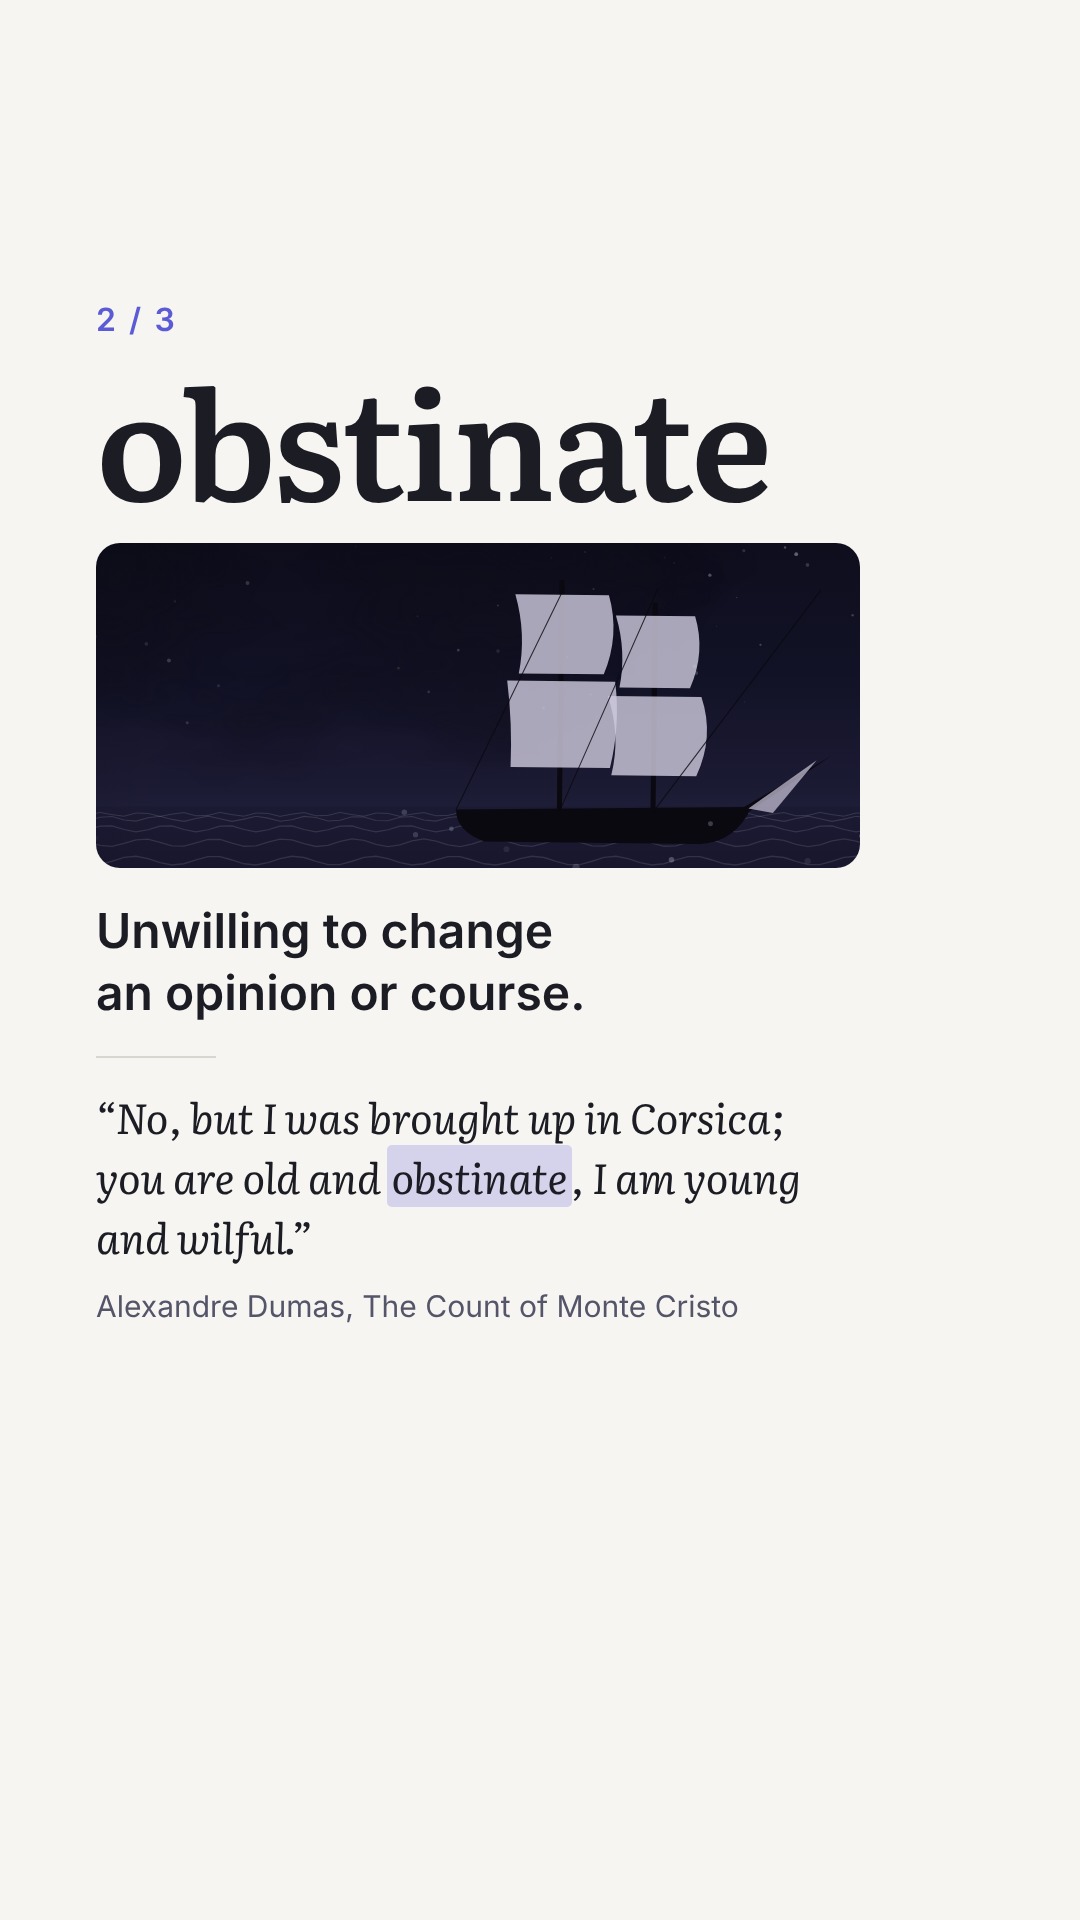 2 / 3
obstinate
Unwilling to change
an opinion or course.
“No, but I was brought up in Corsica;
you are old and obstinate, I am young
and wilful.”
Alexandre Dumas, The Count of Monte Cristo